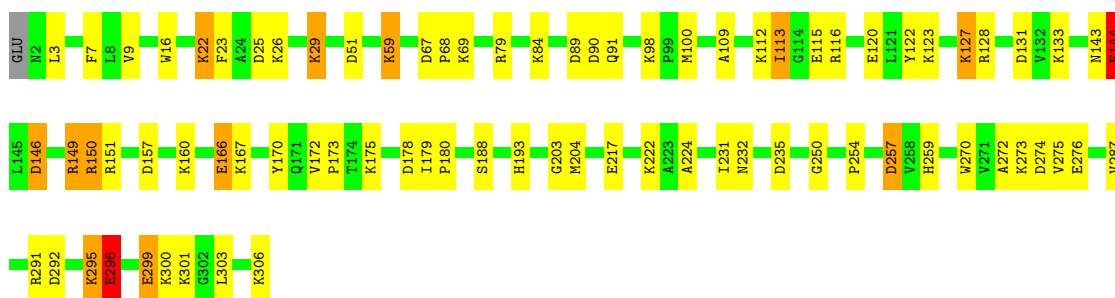 GLU N2 L3 F7 L8 V9 W16 K22 F23 A24 D25 K26 K29 D51 K59 D67 P68 K69 R79 K84 D89 D90 Q91 K98 P99 M100 A109 K112 I113 G114 E115 R116 E120 L121 Y122 K123 K127 R128 D131 V132 K133 N143 E144
L145 D146 R149 R150 R151 D157 K160 E166 K167 Y170 Q171 V172 P173 T174 K175 D178 I179 P180 S188 H193 G203 M204 E217 K222 A223 A224 I231 N232 D235 G250 P254 D257 V258 H259 W270 V271 A272 K273 D274 V275 E276 V287
R291 D292 K295 E296 E299 K300 K301 G302 L303 K306